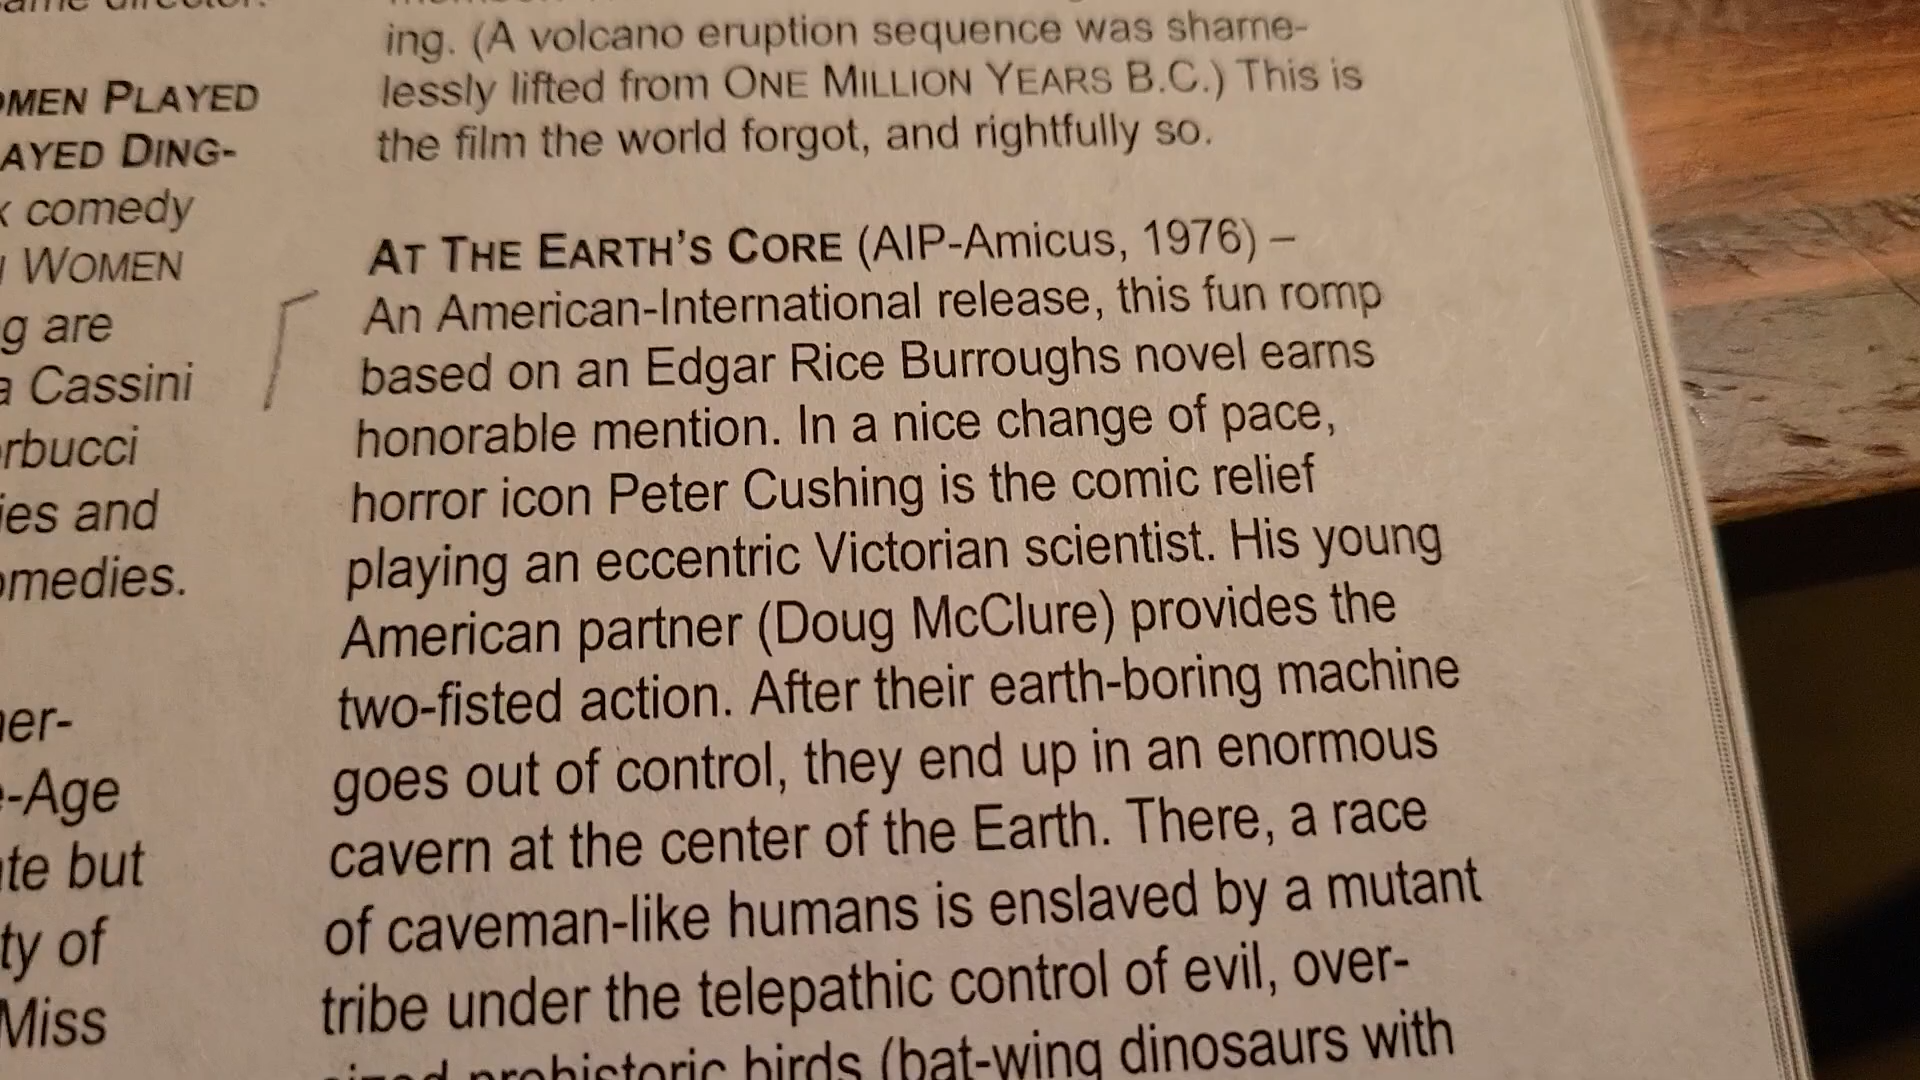 OMEN PLAYED
AYED DING-
comedy
WOMEN
g are
a Cassini
rbucci
ies and
omedies.
er-
-Age
te but
ty of
Miss
ing. (A volcano eruption sequence was shame-
lessly lifted from ONE MILLION YEARS B.C.) This is
the film the world forgot, and rightfully so.
AT THE EARTH'S CORE (AIP-Amicus, 1976) –
An American-International release, this fun romp
based on an Edgar Rice Burroughs novel earns
honorable mention. In a nice change of pace,
horror icon Peter Cushing is the comic relief
playing an eccentric Victorian scientist. His young
American partner (Doug McClure) provides the
two-fisted action. After their earth-boring machine
goes out of control, they end up in an enormous
cavern at the center of the Earth. There, a race
of caveman-like humans is enslaved by a mutant
tribe under the telepathic control of evil, over-
sized prehistoric birds (bat-wing dinosaurs with